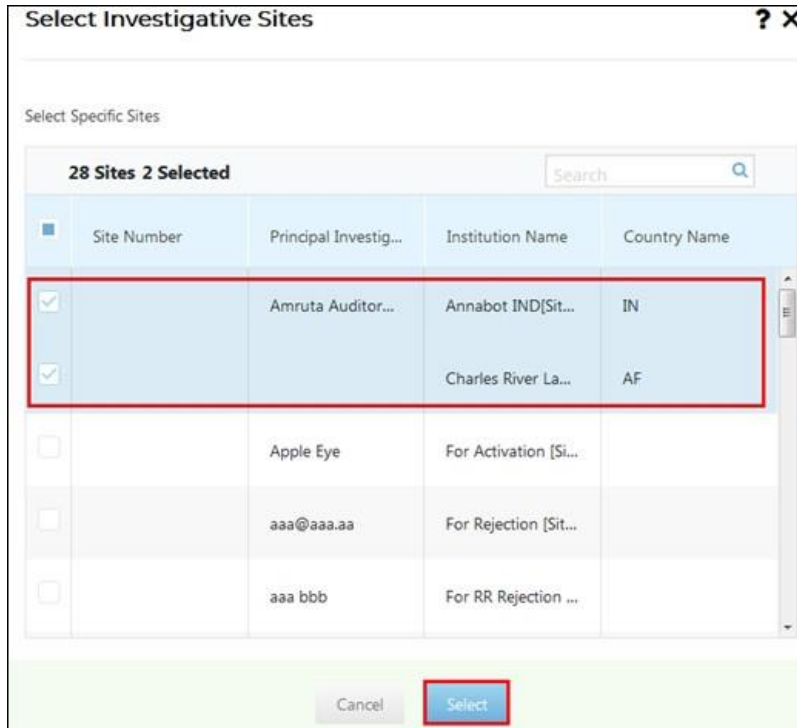 Select Investigative Sites ? X
Select Specific Sites
28 Sites 2 Selected Search
Site Number Principal Investig... Institution Name Country Name
Amruta Auditor... Annabot IND[Sit... IN
Charles River La... AF
Apple Eye For Activation [Si...
aaa@aaa.aa For Rejection [Sit...
aaa bbb For RR Rejection ...
Cancel Select